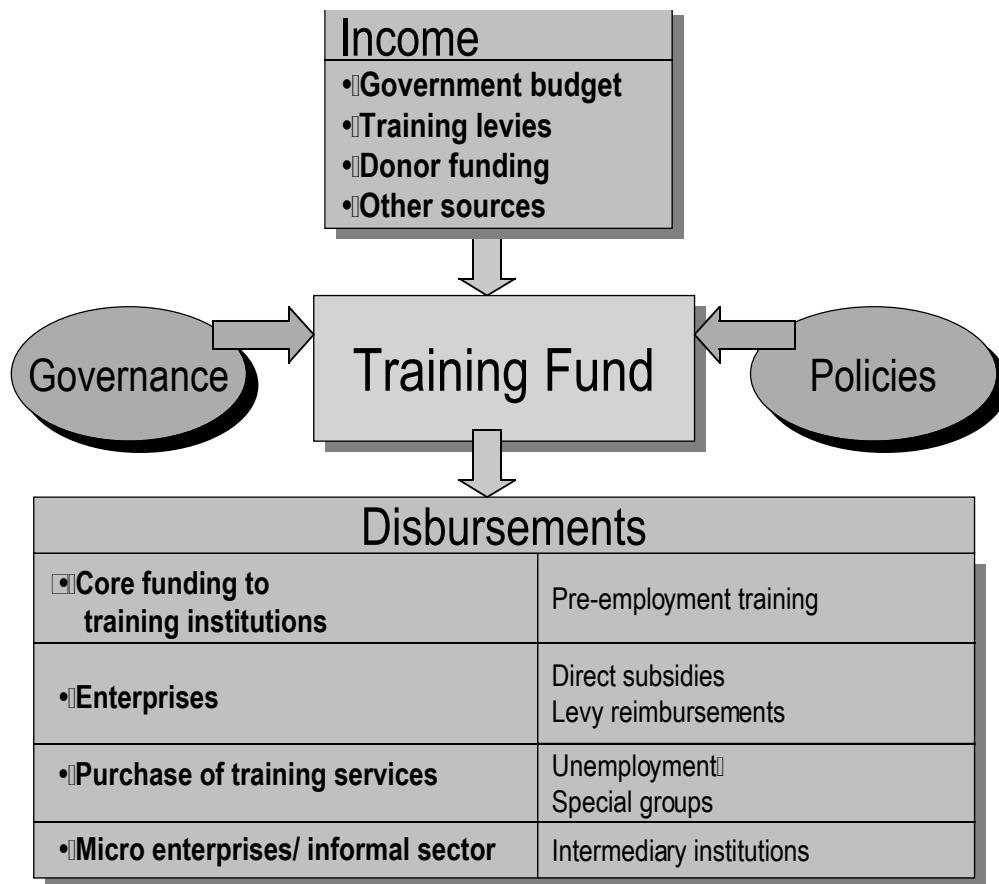 Income
•Government budget
•Training levies
•Donor funding
•Other sources
Governance
Training Fund
Policies
Disbursements
•Core funding to
training institutions
Pre-employment training
•Enterprises
Direct subsidies
Levy reimbursements
•Purchase of training services
Unemployment
Special groups
•Micro enterprises/ informal sector
Intermediary institutions